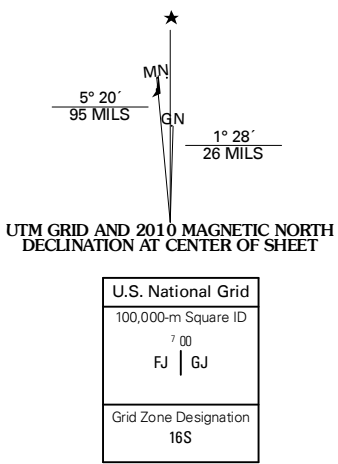 ★
MN
5° 20´
95 MILS
GN
1° 28´
26 MILS
UTM GRID AND 2010 MAGNETIC NORTH
DECLINATION AT CENTER OF SHEET
U.S. National Grid
100,000-m Square ID
7 00
FJ GJ
Grid Zone Designation
16S